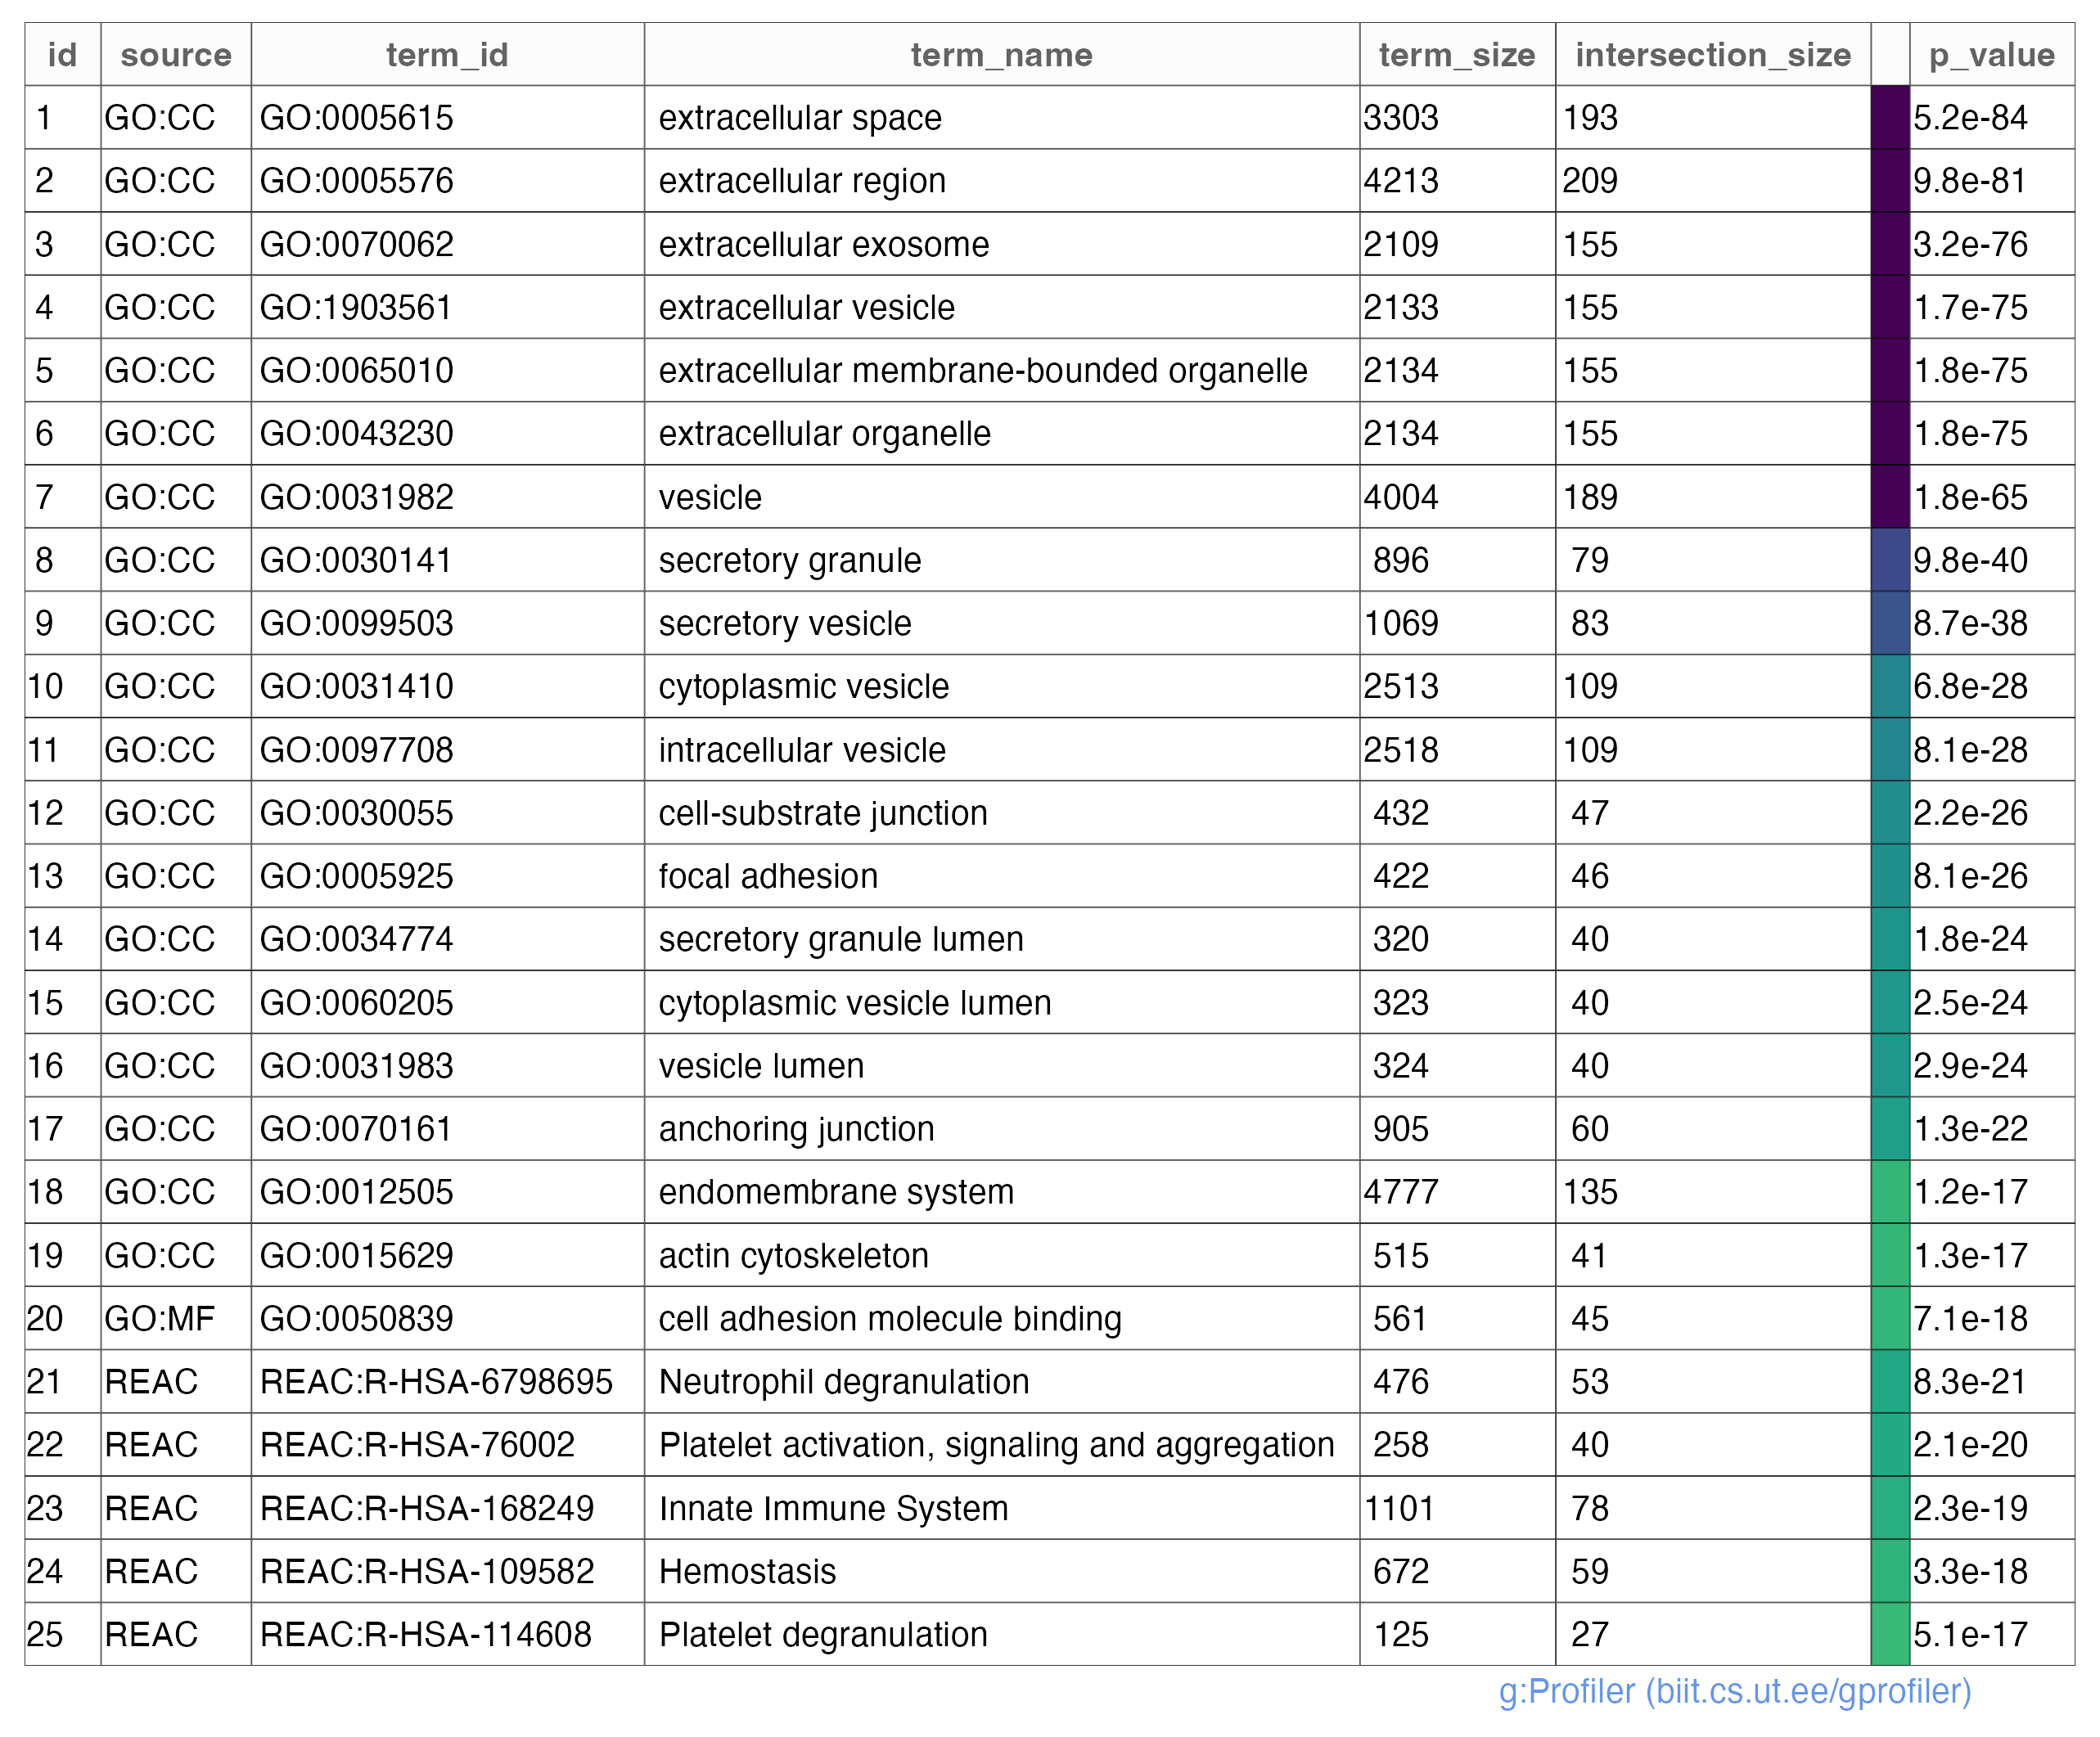 id source term_id term_name term_size intersection_size p_value
1 GO:CC GO:0005615 extracellular space 3303 193 5.2e-84
2 GO:CC GO:0005576 extracellular region 4213 209 9.8e-81
3 GO:CC GO:0070062 extracellular exosome 2109 155 3.2e-76
4 GO:CC GO:1903561 extracellular vesicle 2133 155 1.7e-75
5 GO:CC GO:0065010 extracellular membrane-bounded organelle 2134 155 1.8e-75
6 GO:CC GO:0043230 extracellular organelle 2134 155 1.8e-75
7 GO:CC GO:0031982 vesicle 4004 189 1.8e-65
8 GO:CC GO:0030141 secretory granule 896 79 9.8e-40
9 GO:CC GO:0099503 secretory vesicle 1069 83 8.7e-38
10 GO:CC GO:0031410 cytoplasmic vesicle 2513 109 6.8e-28
11 GO:CC GO:0097708 intracellular vesicle 2518 109 8.1e-28
12 GO:CC GO:0030055 cell-substrate junction 432 47 2.2e-26
13 GO:CC GO:0005925 focal adhesion 422 46 8.1e-26
14 GO:CC GO:0034774 secretory granule lumen 320 40 1.8e-24
15 GO:CC GO:0060205 cytoplasmic vesicle lumen 323 40 2.5e-24
16 GO:CC GO:0031983 vesicle lumen 324 40 2.9e-24
17 GO:CC GO:0070161 anchoring junction 905 60 1.3e-22
18 GO:CC GO:0012505 endomembrane system 4777 135 1.2e-17
19 GO:CC GO:0015629 actin cytoskeleton 515 41 1.3e-17
20 GO:MF GO:0050839 cell adhesion molecule binding 561 45 7.1e-18
21 REAC REAC:R-HSA-6798695 Neutrophil degranulation 476 53 8.3e-21
22 REAC REAC:R-HSA-76002 Platelet activation, signaling and aggregation 258 40 2.1e-20
23 REAC REAC:R-HSA-168249 Innate Immune System 1101 78 2.3e-19
24 REAC REAC:R-HSA-109582 Hemostasis 672 59 3.3e-18
25 REAC REAC:R-HSA-114608 Platelet degranulation 125 27 5.1e-17
g:Profiler (biit.cs.ut.ee/gprofiler)